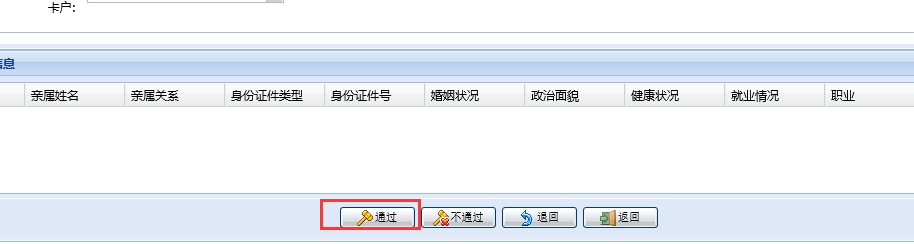 卡户:
信息
亲属姓名 亲属关系 身份证件类型 身份证件号 婚姻状况 政治面貌 健康状况 就业情况 职业
通过 不通过 退回 返回